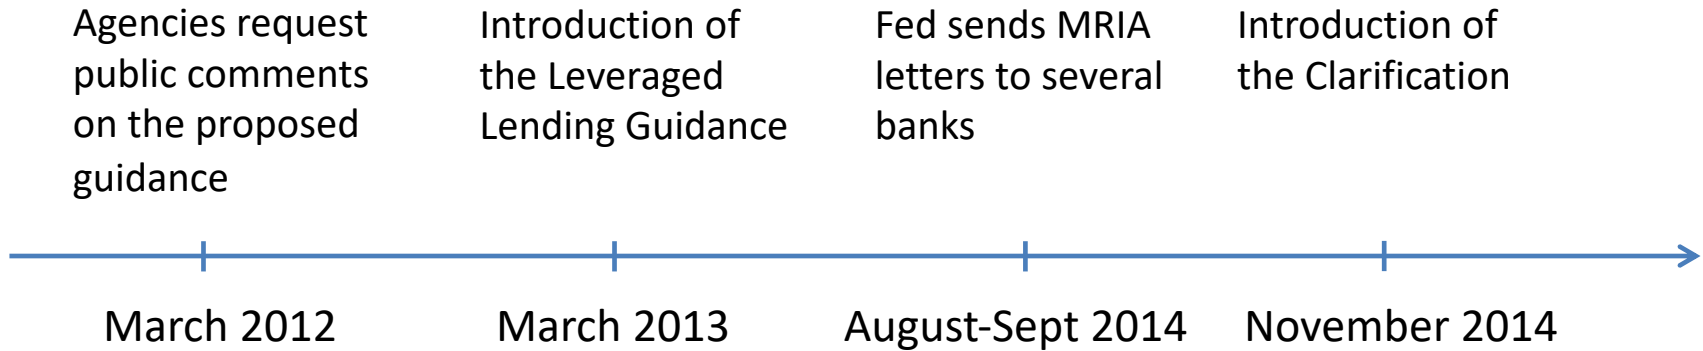 Agencies request
public comments
on the proposed
guidance
Introduction of
the Leveraged
Lending Guidance
Fed sends MRIA
letters to several
banks
Introduction of
the Clarification
March 2012
March 2013
August-Sept 2014
November 2014